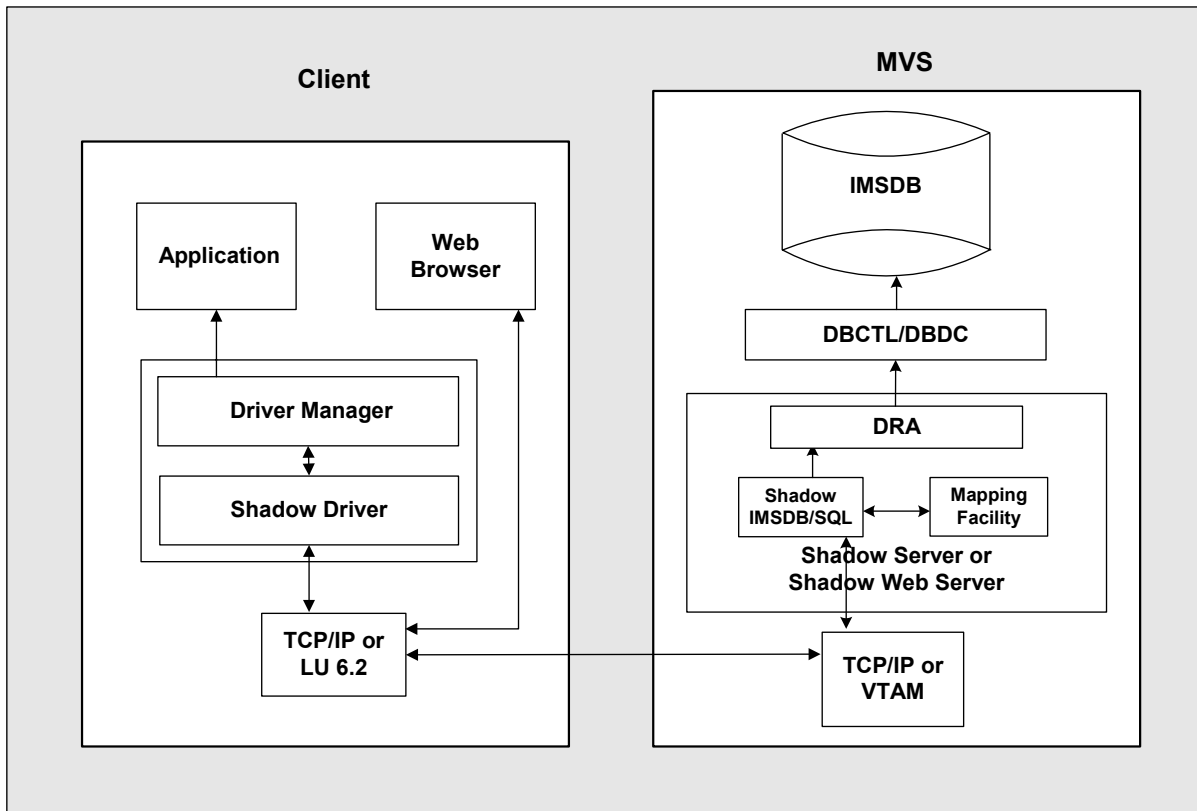 Client
Application
Web
Browser
Driver Manager
Shadow Driver
TCP/IP or
LU 6.2
MVS
IMSDB
DBCTL/DBDC
DRA
Shadow
IMSDB/SQL
Mapping
Facility
Shadow Server or
Shadow Web Server
TCP/IP or
VTAM